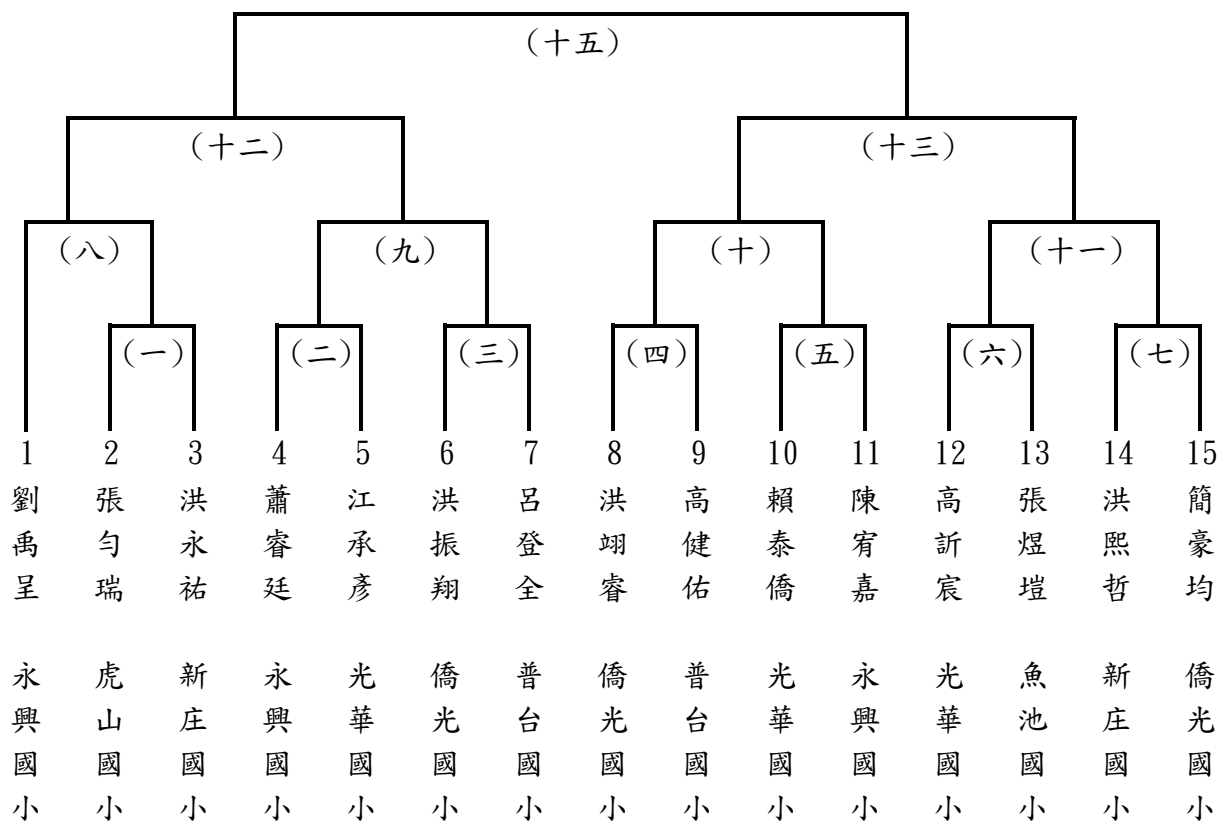 (十五)
(十二)
(十三)
(八)
(九)
(十)
(十一)
(一)
(二)
(三)
(四)
(五)
(六)
(七)
1 劉禹呈 永興國小
2 張勻瑞 虎山國小
3 洪永祐 新庄國小
4 蕭睿廷 永興國小
5 江承彥 光華國小
6 洪振翔 僑光國小
7 呂登全 普台國小
8 洪翊睿 僑光國小
9 高健佑 普台國小
10 賴泰僑 光華國小
11 陳宥嘉 永興國小
12 高訢宸 光華國小
13 張煜塏 魚池國小
14 洪熙哲 新庄國小
15 簡豪均 僑光國小